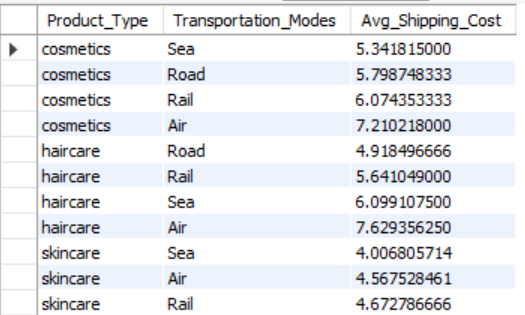 Product_Type Transportation_Modes Avg_Shipping_Cost
cosmetics Sea 5.341815000
cosmetics Road 5.798748333
cosmetics Rail 6.074353333
cosmetics Air 7.210218000
haircare Road 4.918496666
haircare Rail 5.641049000
haircare Sea 6.099107500
haircare Air 7.629356250
skincare Sea 4.006805714
skincare Air 4.567528461
skincare Rail 4.672786666